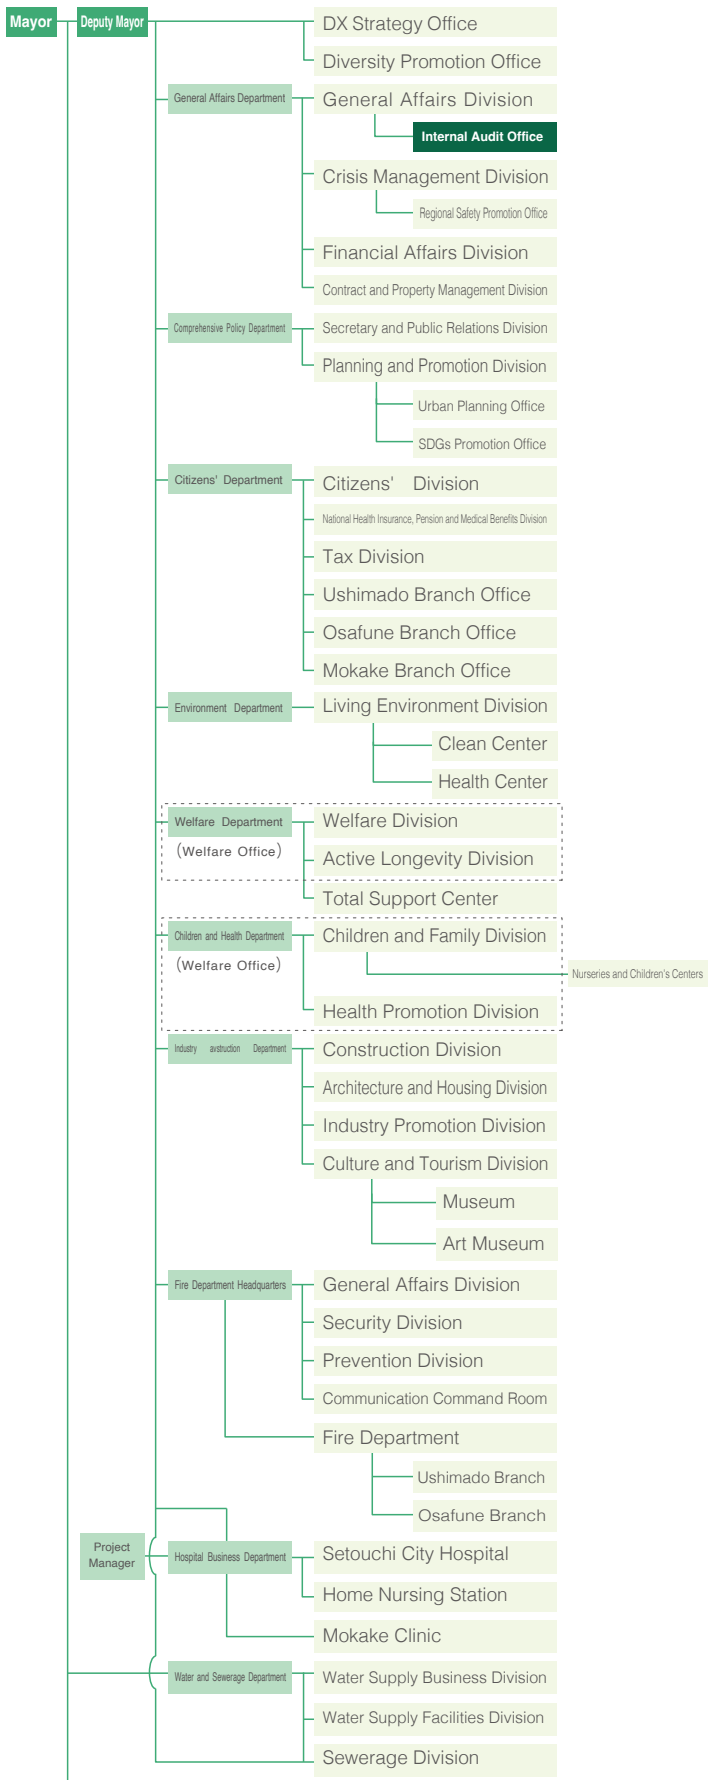 Mayor
Deputy Mayor
DX Strategy Office
Diversity Promotion Office
General Affairs Department
General Affairs Division
Internal Audit Office
Crisis Management Division
Regional Safety Promotion Office
Financial Affairs Division
Contract and Property Management Division
Comprehensive Policy Department
Secretary and Public Relations Division
Planning and Promotion Division
Urban Planning Office
SDGs Promotion Office
Citizens' Department
Citizens' Division
National Health Insurance, Pension and Medical Benefits Division
Tax Division
Ushimado Branch Office
Osafune Branch Office
Mokake Branch Office
Environment Department
Living Environment Division
Clean Center
Health Center
Welfare Department
(Welfare Office)
Welfare Division
Active Longevity Division
Total Support Center
Children and Health Department
(Welfare Office)
Children and Family Division
Nurseries and Children's Centers
Health Promotion Division
Industry avstruction Department
Construction Division
Architecture and Housing Division
Industry Promotion Division
Culture and Tourism Division
Museum
Art Museum
Fire Department Headquarters
General Affairs Division
Security Division
Prevention Division
Communication Command Room
Fire Department
Ushimado Branch
Osafune Branch
Project
Manager
Hospital Business Department
Setouchi City Hospital
Home Nursing Station
Mokake Clinic
Water and Sewerage Department
Water Supply Business Division
Water Supply Facilities Division
Sewerage Division